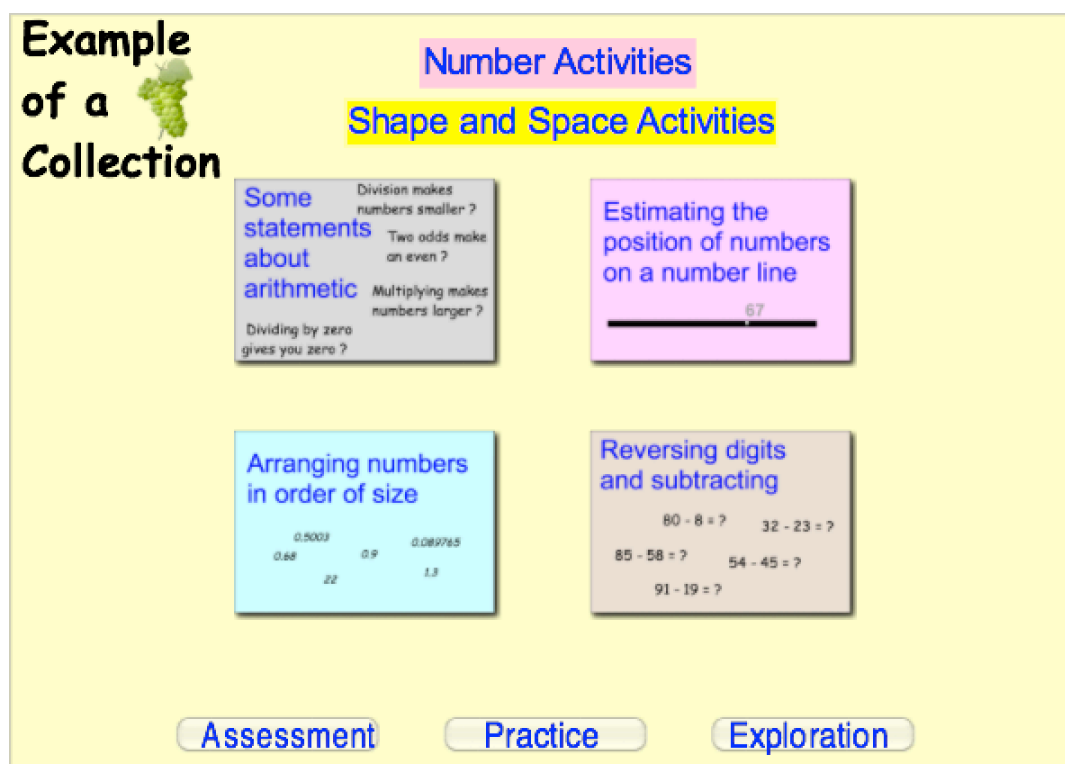 Example
of a
Collection
Number Activities
Shape and Space Activities
Some
statements
about
arithmetic
Division makes
numbers smaller ?
Two odds make
an even ?
Multiplying makes
numbers larger ?
Dividing by zero
gives you zero ?
Estimating the
position of numbers
on a number line
67
Arranging numbers
in order of size
0.5003
0.68
0.9
0.089765
22
1.3
Reversing digits
and subtracting
80 - 8 = ?
32 - 23 = ?
85 - 58 = ?
54 - 45 = ?
91 - 19 = ?
Assessment
Practice
Exploration